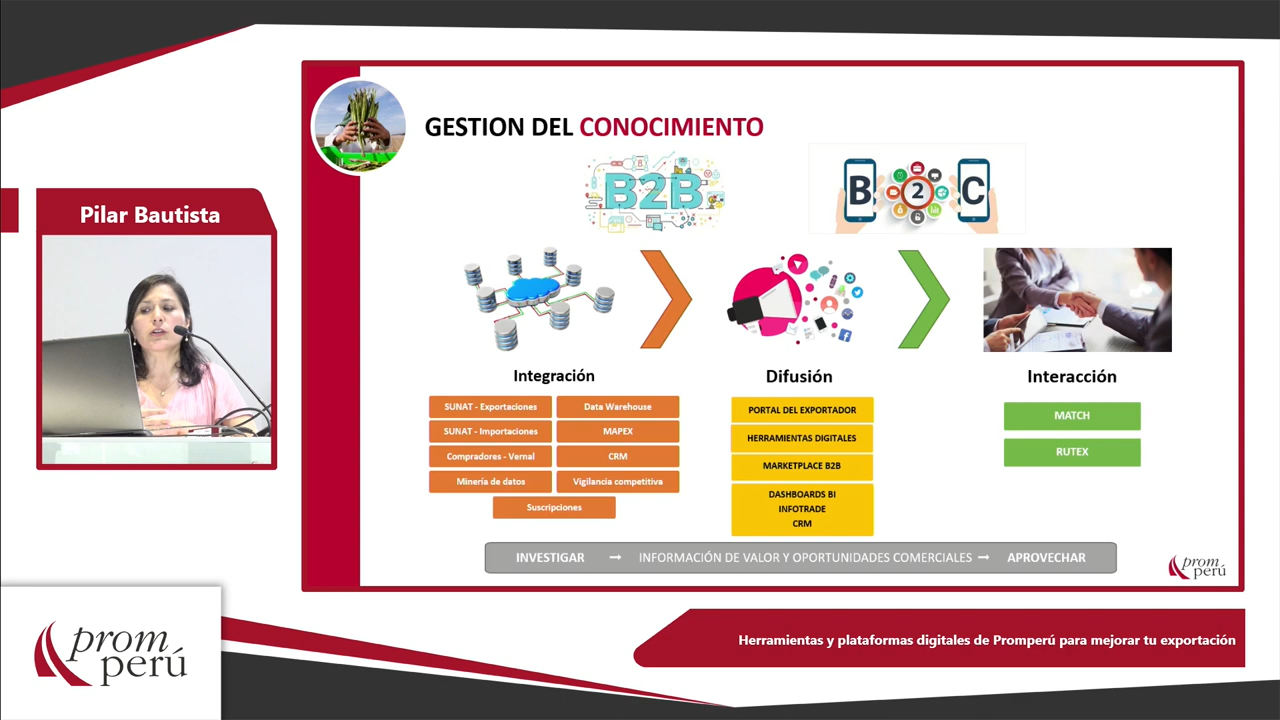 Pilar Bautista
GESTION DEL CONOCIMIENTO
B2B
B 2 C
Integración
SUNAT - Exportaciones
Data Warehouse
SUNAT - Importaciones
MAPEX
Compradores - Vernal
CRM
Minería de datos
Vigilancia competitiva
Suscripciones
Difusión
PORTAL DEL EXPORTADOR
HERRAMIENTAS DIGITALES
MARKETPLACE B2B
DASHBOARDS BI
INFOTRADE
CRM
Interacción
MATCH
RUTEX
INVESTIGAR → INFORMACIÓN DE VALOR Y OPORTUNIDADES COMERCIALES → APROVECHAR
prom
perú
Herramientas y plataformas digitales de Promperú para mejorar tu exportación
prom
perú